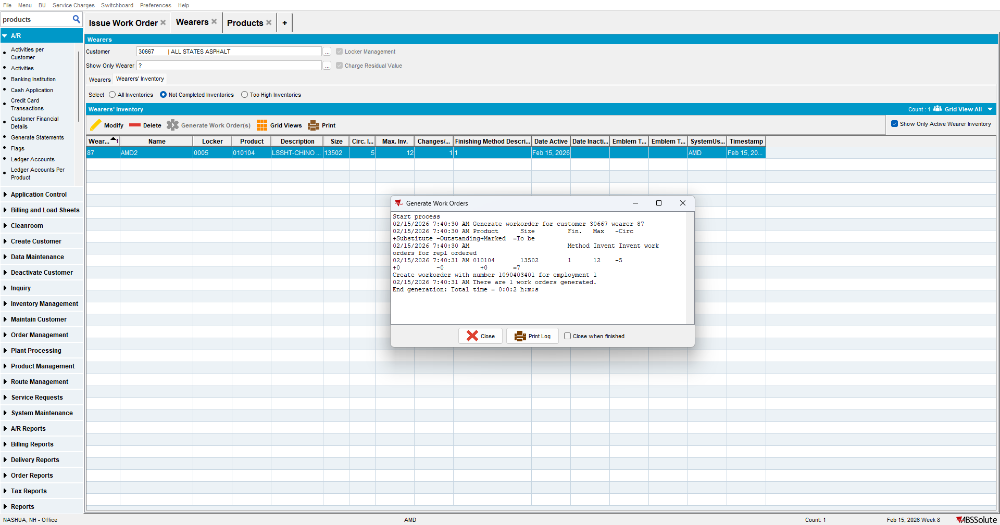 File Menu BU Service Charges Switchboard Preferences Help
products
Issue Work Order
Wearers
Products
+
A/R
Activities per
Customer
Activities
Banking Institution
Cash Application
Credit Card
Transactions
Customer Financial
Details
Generate Statements
Flags
Ledger Accounts
Ledger Accounts Per
Product
Application Control
Billing and Load Sheets
Cleanroom
Create Customer
Data Maintenance
Deactivate Customer
Inquiry
Inventory Management
Maintain Customer
Order Management
Plant Processing
Product Management
Route Management
Service Requests
System Maintenance
A/R Reports
Billing Reports
Delivery Reports
Order Reports
Tax Reports
Reports
Wearers
Customer 30667 | ALL STATES ASPHALT ... Locker Management
Show Only Wearer ? ... Charge Residual Value
Wearers Wearers' Inventory
Select All Inventories Not Completed Inventories Too High Inventories
Wearers' Inventory Count : 1 Grid View All
Modify Delete Generate Work Order(s) Grid Views Print Show Only Active Wearer Inventory
Wear... 1 Name Locker Product Description Size Circ. I... Max. Inv. Changes/... Finishing Method Descri... Date Active Date Inacti... Emblem T... Emblem T... SystemUs... Timestamp
87 AMD2 0005 010104 LSSHT-CHINO ... 13502 5 12 1 1 Feb 15, 2026 AMD Feb 15, 20...
Generate Work Orders
Start process
02/15/2026 7:40:30 AM Generate workorder for customer 30667 wearer 87
02/15/2026 7:40:30 AM Product Size Fin. Max -Circ
+Substitute -Outstanding+Marked =To be
02/15/2026 7:40:30 AM Method Invent Invent work
orders for repl ordered
02/15/2026 7:40:31 AM 010104 13502 1 12 -5
+0 -0 +0 =7
Create workorder with number 1090403401 for employment 1
02/15/2026 7:40:31 AM There are 1 work orders generated.
End generation: Total time = 0:0:2 h:m:s
Close Print Log Close when finished
NASHUA, NH - Office AMD Count: 1 Feb 15, 2026 Week 8 ABSSolute